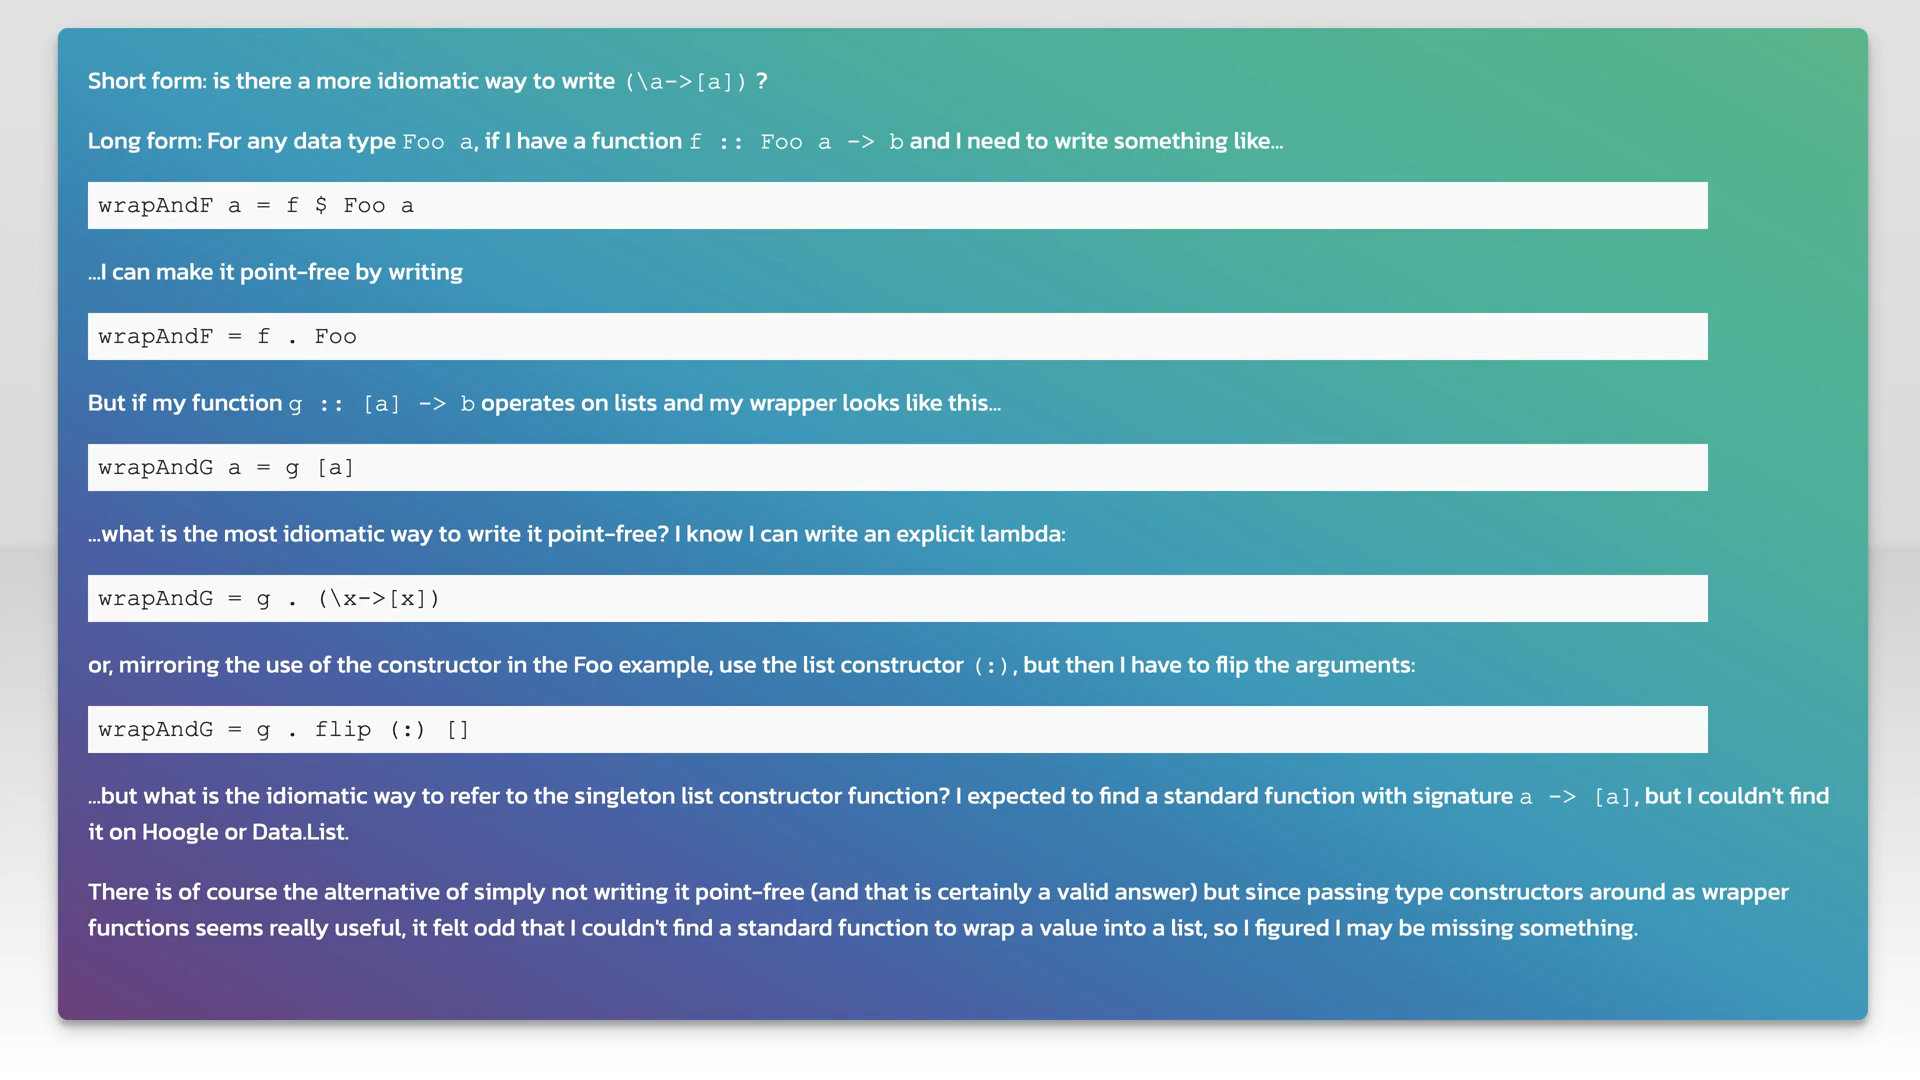 Short form: is there a more idiomatic way to write (\a->[a]) ?
Long form: For any data type Foo a, if I have a function f :: Foo a -> b and I need to write something like...
wrapAndF a = f $ Foo a
...I can make it point-free by writing
wrapAndF = f . Foo
But if my function g :: [a] -> b operates on lists and my wrapper looks like this...
wrapAndG a = g [a]
...what is the most idiomatic way to write it point-free? I know I can write an explicit lambda:
wrapAndG = g . (\x->[x])
or, mirroring the use of the constructor in the Foo example, use the list constructor (:), but then I have to flip the arguments:
wrapAndG = g . flip (:) []
...but what is the idiomatic way to refer to the singleton list constructor function? I expected to find a standard function with signature a -> [a], but I couldn't find
it on Hoogle or Data.List.
There is of course the alternative of simply not writing it point-free (and that is certainly a valid answer) but since passing type constructors around as wrapper
functions seems really useful, it felt odd that I couldn't find a standard function to wrap a value into a list, so I figured I may be missing something.